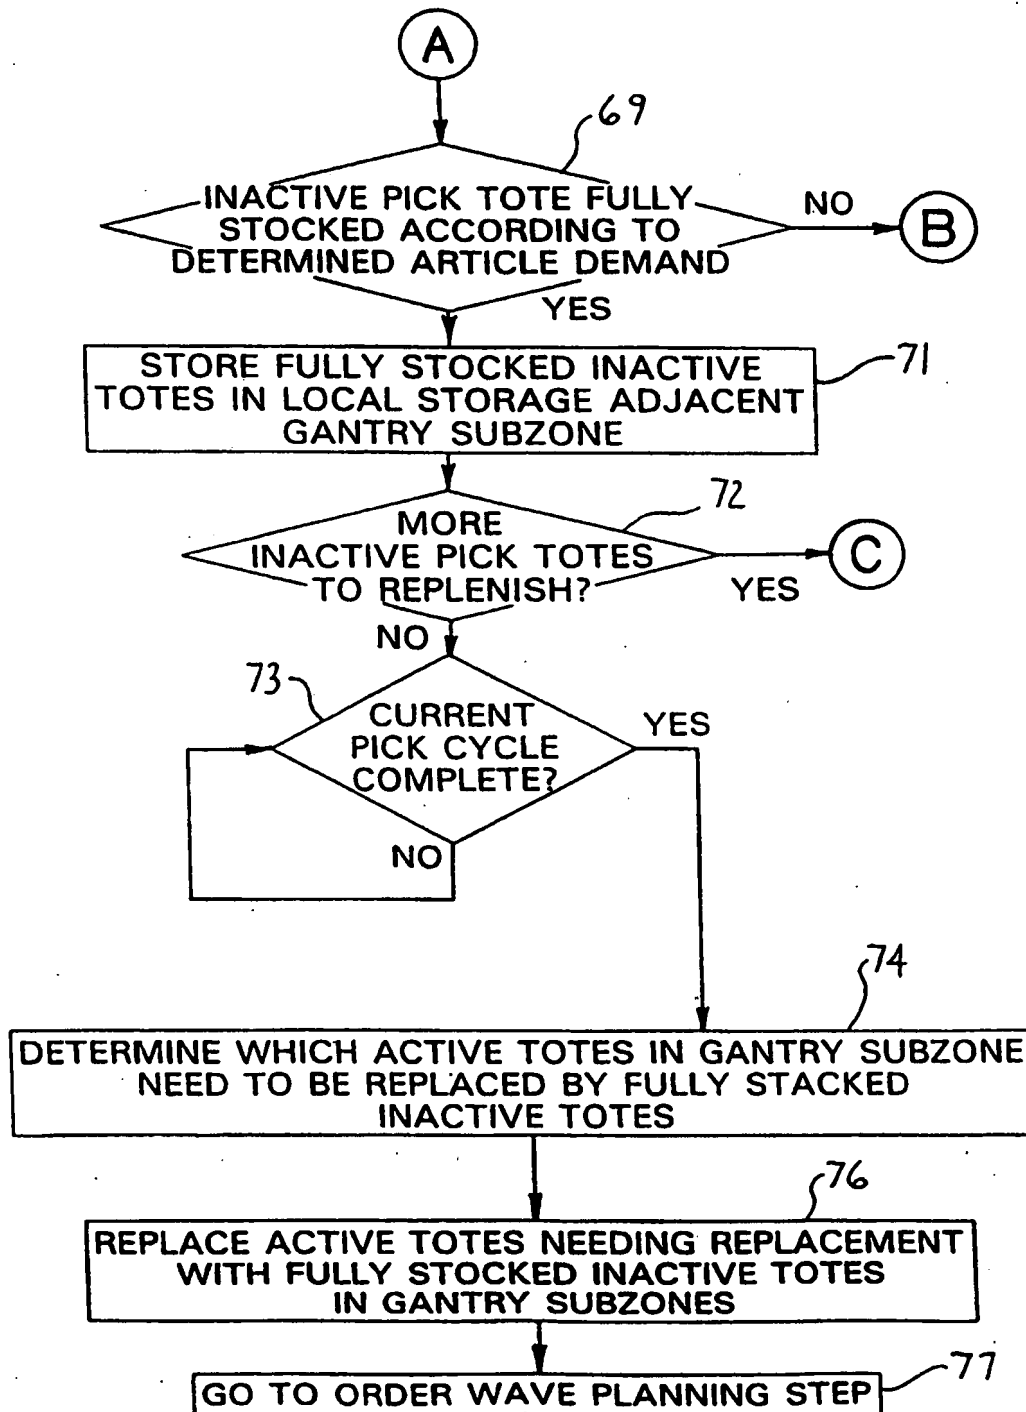 A
69
INACTIVE PICK TOTE FULLY
STOCKED ACCORDING TO
DETERMINED ARTICLE DEMAND
NO
B
YES
STORE FULLY STOCKED INACTIVE
TOTES IN LOCAL STORAGE ADJACENT
GANTRY SUBZONE
71
72
MORE
INACTIVE PICK TOTES
TO REPLENISH?
C
YES
NO
73
CURRENT
PICK CYCLE
COMPLETE?
YES
NO
74
DETERMINE WHICH ACTIVE TOTES IN GANTRY SUBZONE
NEED TO BE REPLACED BY FULLY STACKED
INACTIVE TOTES
76
REPLACE ACTIVE TOTES NEEDING REPLACEMENT
WITH FULLY STOCKED INACTIVE TOTES
IN GANTRY SUBZONES
77
GO TO ORDER WAVE PLANNING STEP